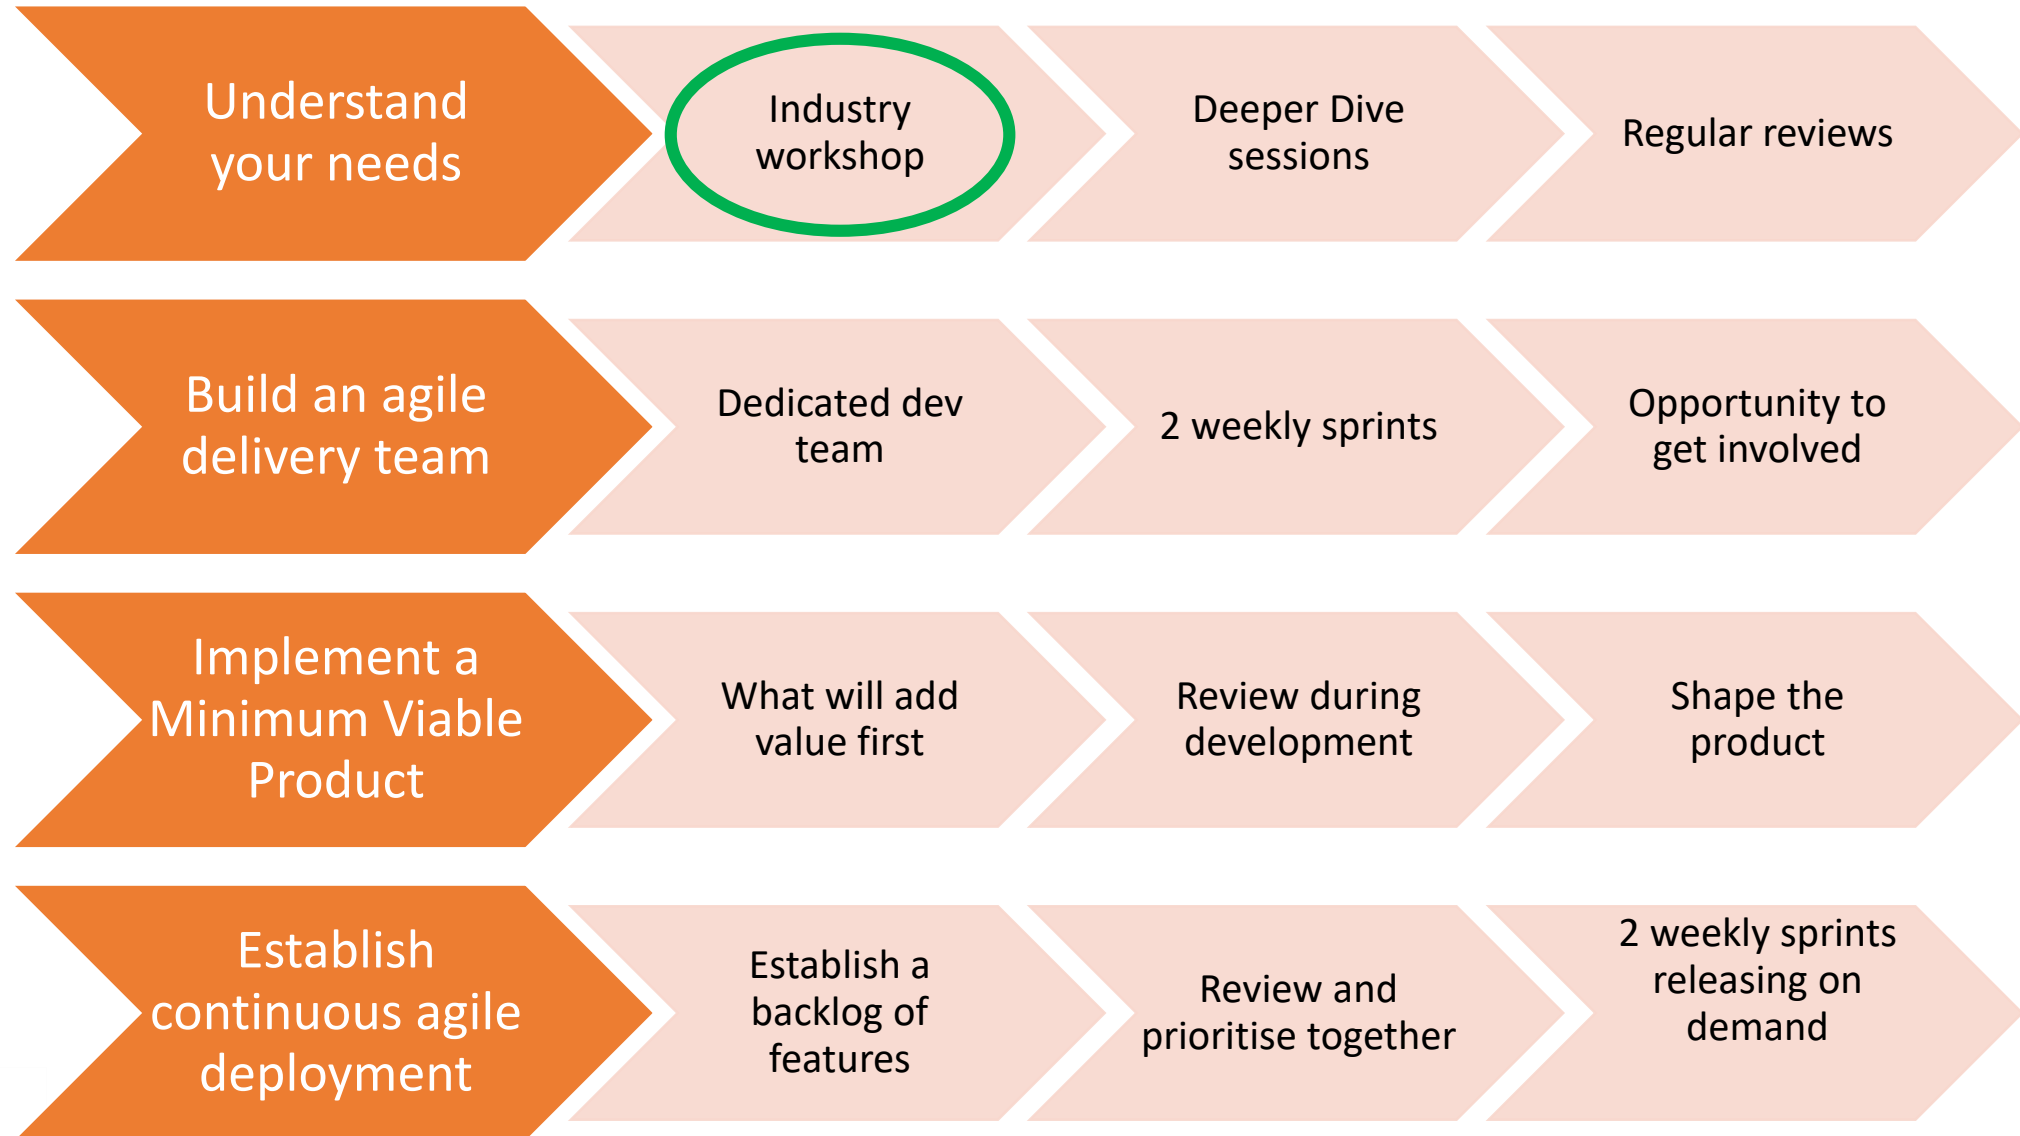 Understand
your needs
Industry
workshop
Deeper Dive
sessions
Regular reviews
Build an agile
delivery team
Dedicated dev
team
2 weekly sprints
Opportunity to
get involved
Implement a
Minimum Viable
Product
What will add
value first
Review during
development
Shape the
product
Establish
continuous agile
deployment
Establish a
backlog of
features
Review and
prioritise together
2 weekly sprints
releasing on
demand